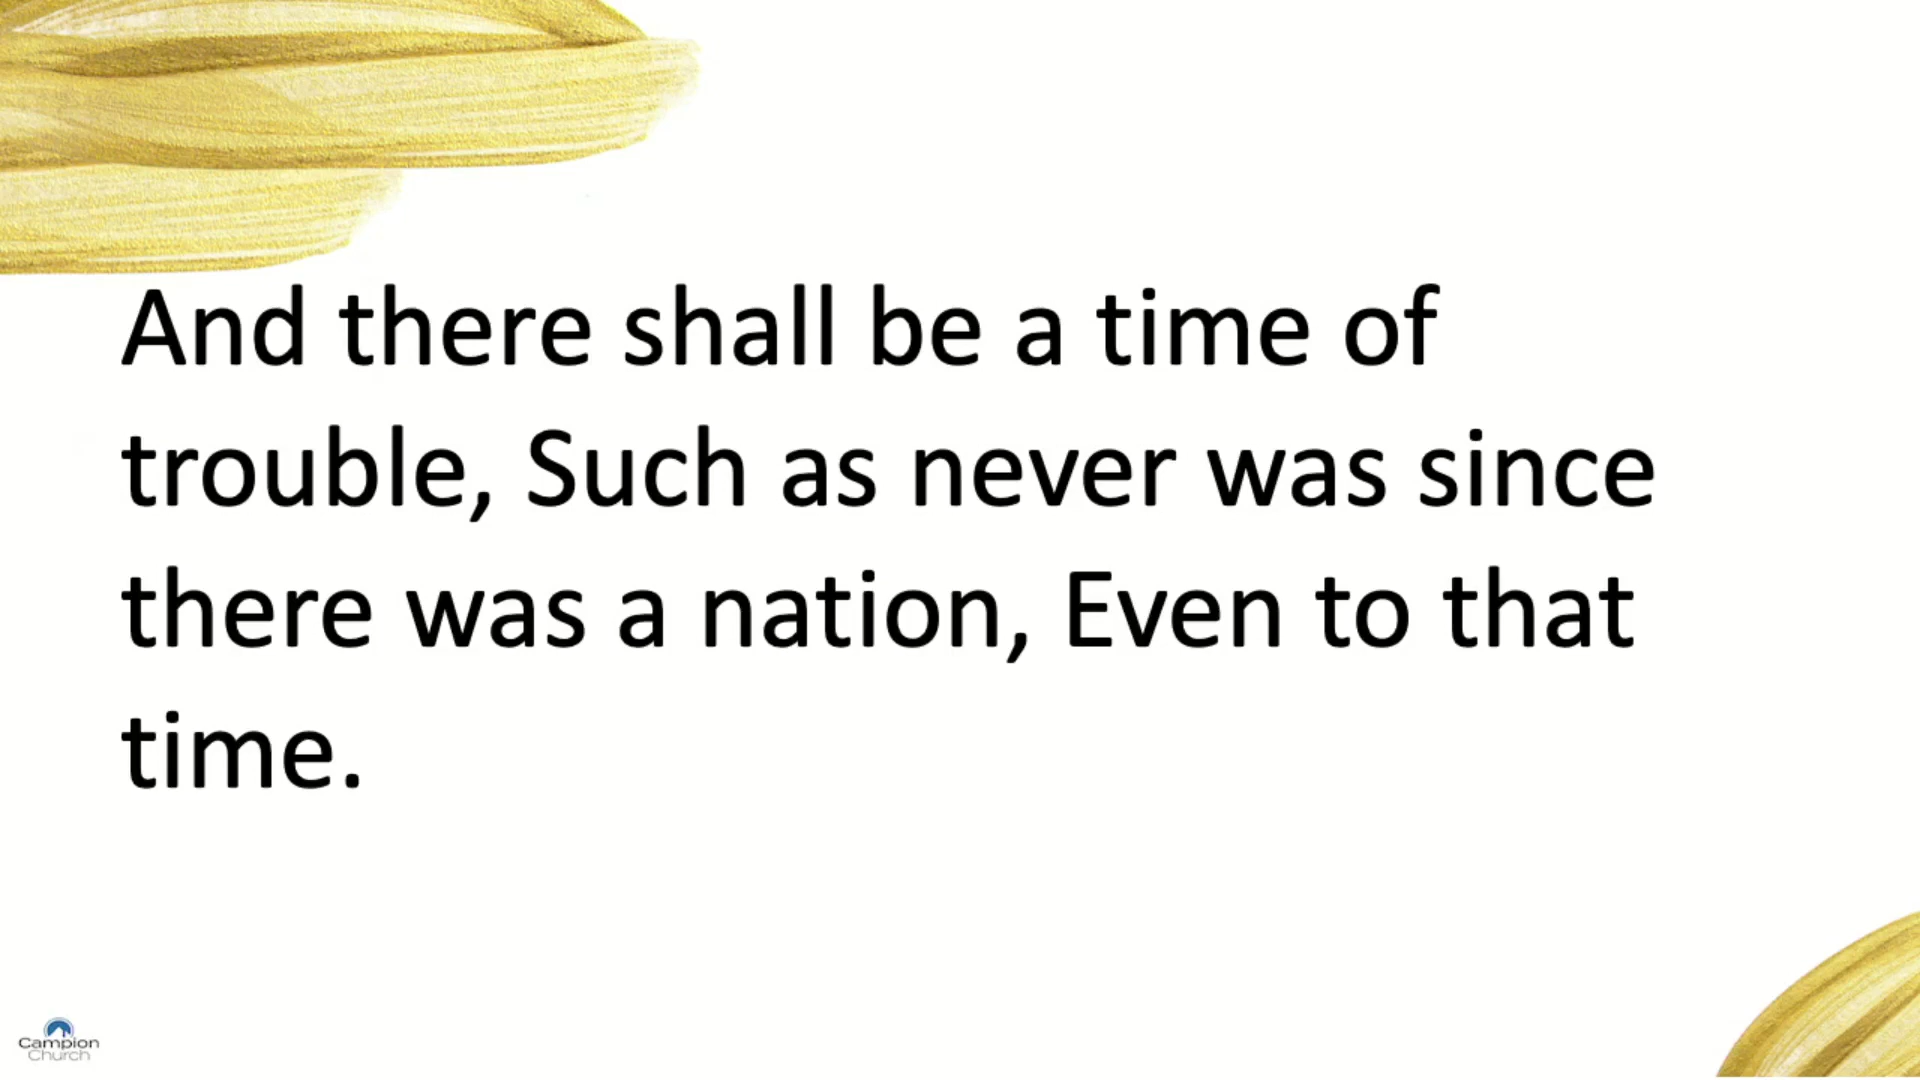 And there shall be a time of
trouble, Such as never was since
there was a nation, Even to that
time.
Campion
Church